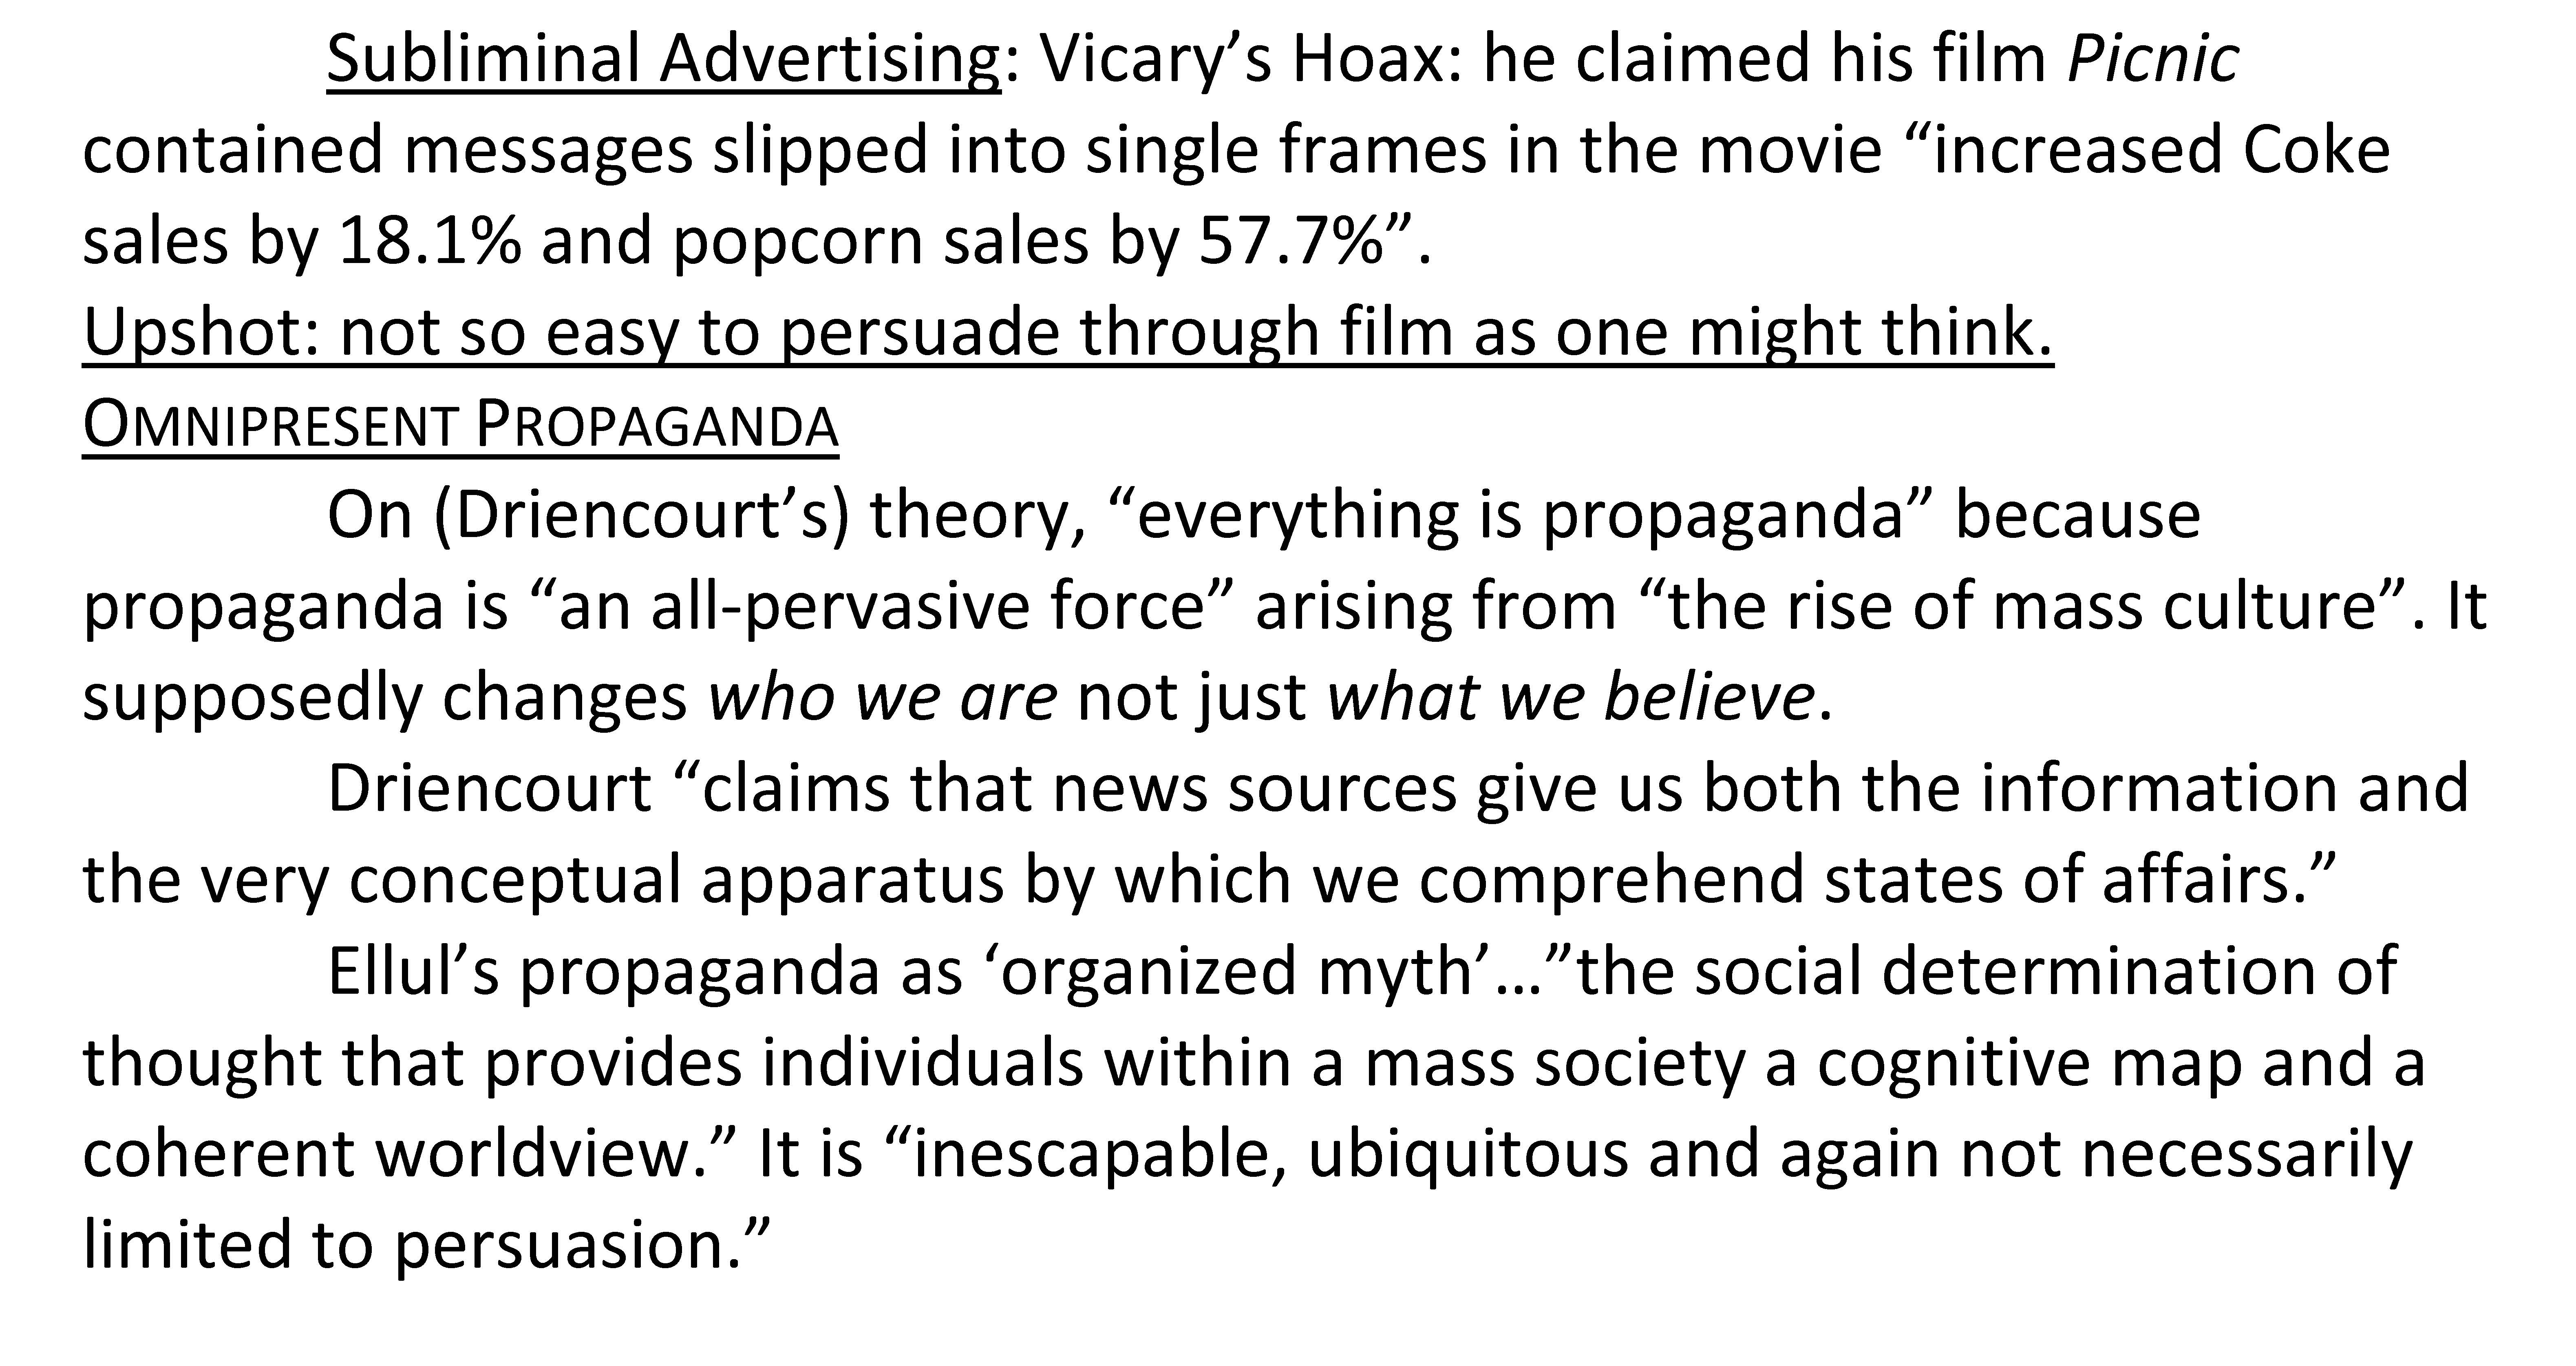 Subliminal Advertising: Vicary’s Hoax: he claimed his film Picnic
contained messages slipped into single frames in the movie “increased Coke
sales by 18.1% and popcorn sales by 57.7%”.
Upshot: not so easy to persuade through film as one might think.
OMNIPRESENT PROPAGANDA
On (Driencourt’s) theory, “everything is propaganda” because
propaganda is “an all-pervasive force” arising from “the rise of mass culture”. It
supposedly changes who we are not just what we believe.
Driencourt “claims that news sources give us both the information and
the very conceptual apparatus by which we comprehend states of affairs.”
Ellul’s propaganda as ‘organized myth’…”the social determination of
thought that provides individuals within a mass society a cognitive map and a
coherent worldview.” It is “inescapable, ubiquitous and again not necessarily
limited to persuasion.”